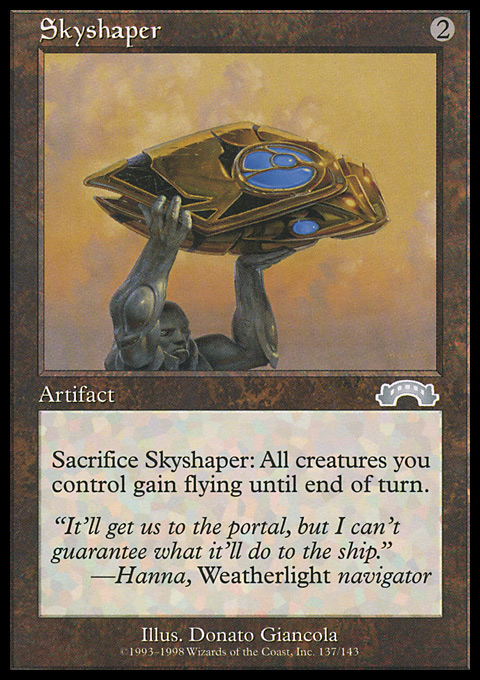 Skyshaper 2
Artifact
Sacrifice Skyshaper: All creatures you
control gain flying until end of turn.
“It’ll get us to the portal, but I can’t
guarantee what it’ll do to the ship.”
—Hanna, Weatherlight navigator
Illus. Donato Giancola
©1993–1998 Wizards of the Coast, Inc. 137/143